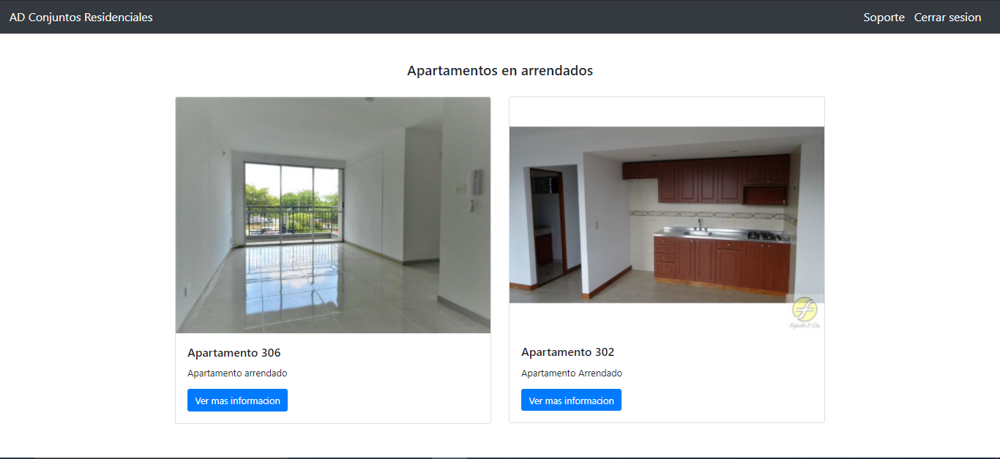 AD Conjuntos Residenciales
Soporte Cerrar sesion
Apartamentos en arrendados
Apartamento 306
Apartamento arrendado
Ver mas informacion
Apartamento 302
Apartamento Arrendado
Ver mas informacion